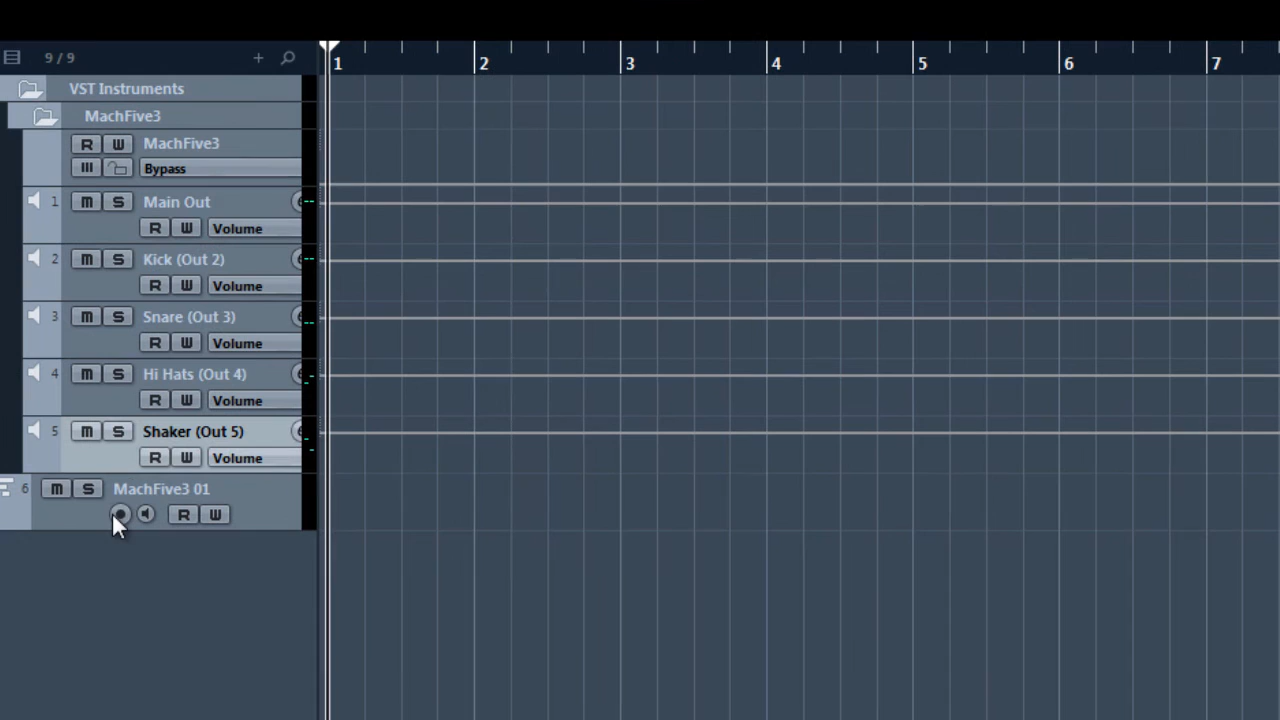 9 / 9 +
1 2 3 4 5 6 7
VST Instruments
MachFive3
R W MachFive3
Bypass
1 M S Main Out
R W Volume
2 M S Kick (Out 2)
R W Volume
3 M S Snare (Out 3)
R W Volume
4 M S Hi Hats (Out 4)
R W Volume
5 M S Shaker (Out 5)
R W Volume
6 M S MachFive3 01
R W